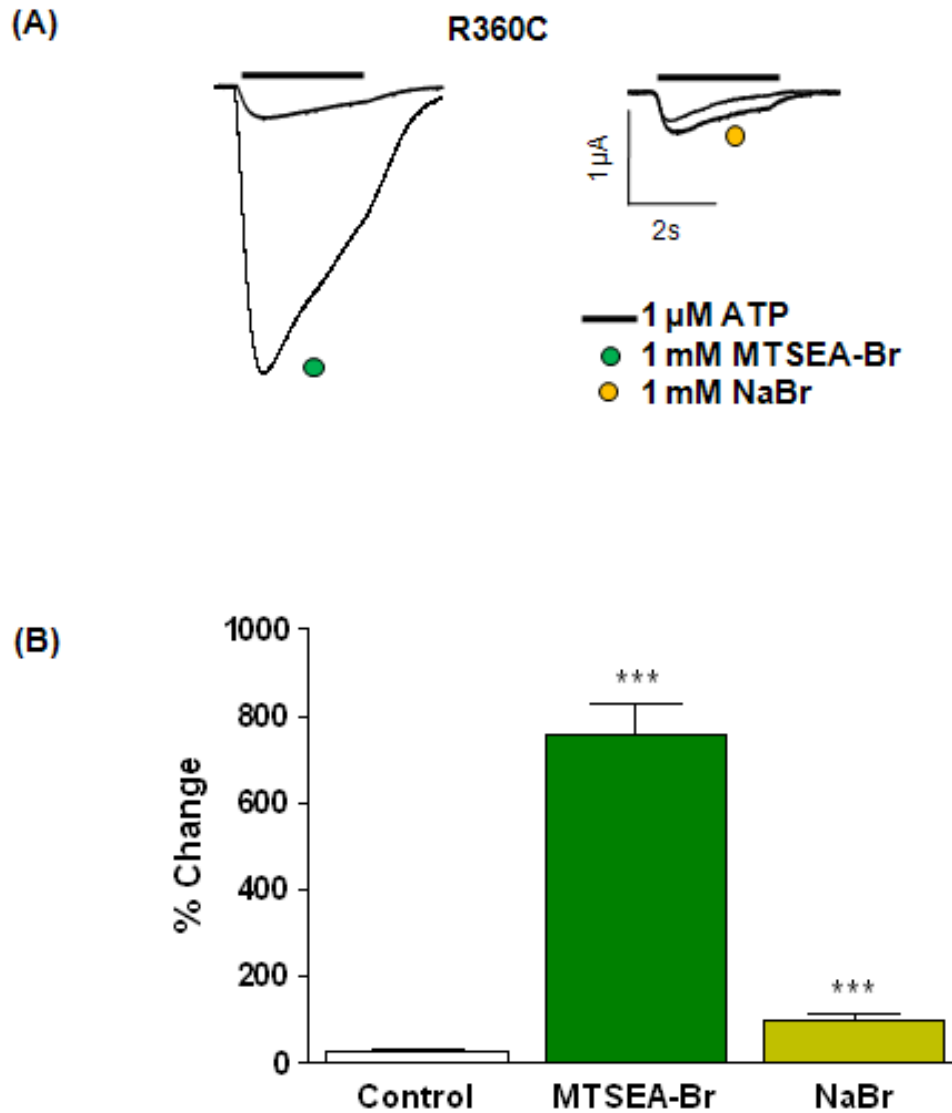 (A)
R360C
1µA
2s
1 µM ATP
1 mM MTSEA-Br
1 mM NaBr
(B)
% Change
1000
800
600
400
200
0
***
***
Control MTSEA-Br NaBr